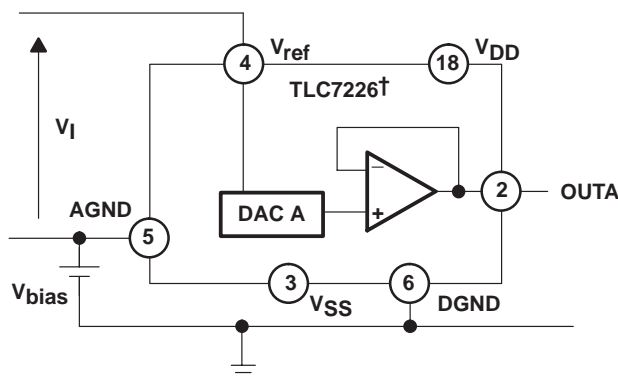 4
Vref
18
VDD
TLC7226†
VI
−
+
DAC A
2
OUTA
AGND
5
3
VSS
6
DGND
Vbias